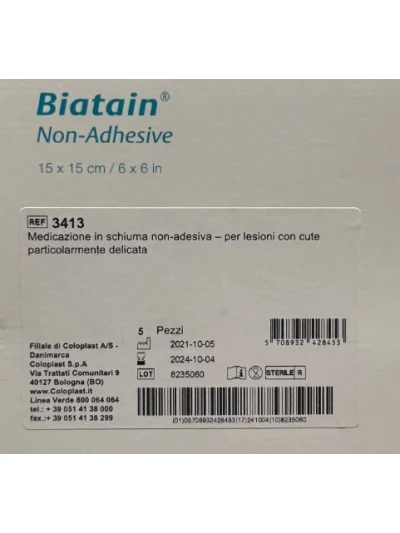 Biatain®
Non-Adhesive
15 x 15 cm / 6 x 6 in
REF 3413
Medicazione in schiuma non-adesiva – per lesioni con cute
particolarmente delicata
5 Pezzi
2021-10-05
2024-10-04
LOT 8235060
Filiale di Coloplast A/S -
Danimarca
Coloplast S.p.A
Via Trattati Comunitari 9
40127 Bologna (BO)
www.Coloplast.it
Linea Verde 800 064 064
tel.: + 39 051 41 38 000
fax.:+ 39 051 41 38 299
5 708932 428453
STERILE R
(01)05708932428453(17)241004(10)8235060